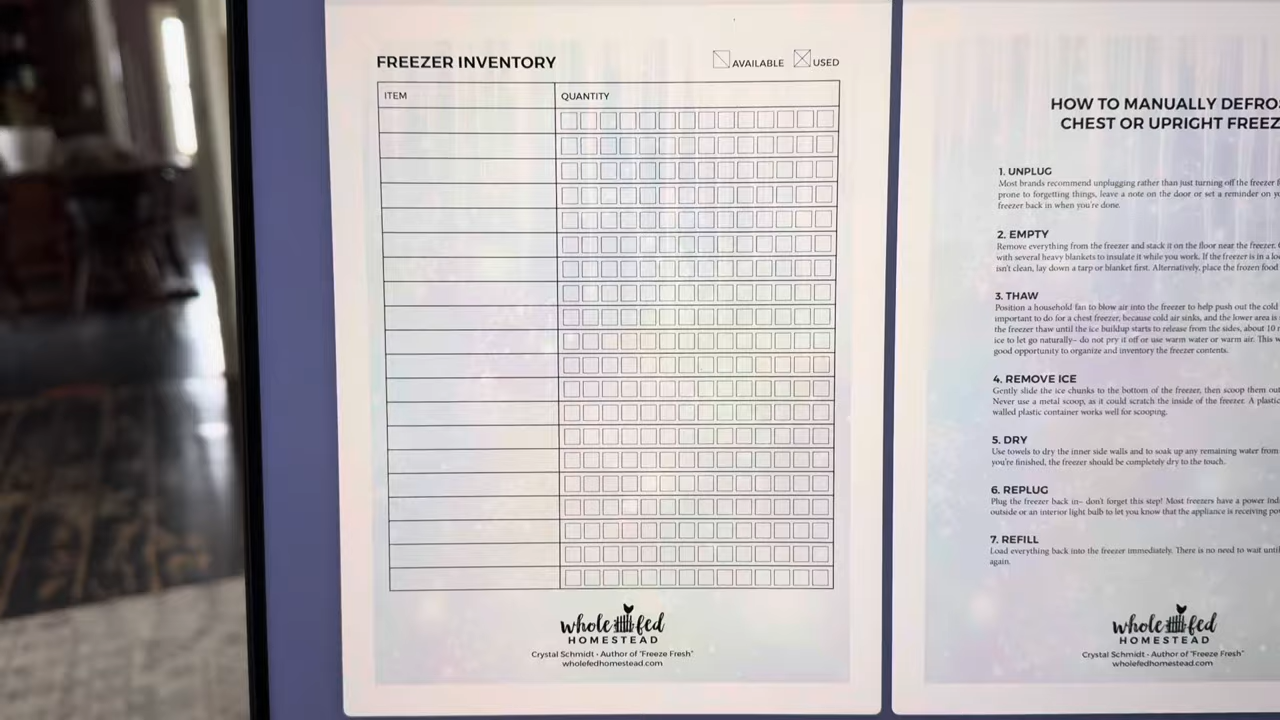 FREEZER INVENTORY
AVAILABLE USED
ITEM QUANTITY
whole fed
HOMESTEAD
Crystal Schmidt - Author of "Freeze Fresh"
wholefedhomestead.com
HOW TO MANUALLY
CHEST OR UPRIGHT
1. UNPLUG
Most brands recommend unplugging rather than just turning off the freezer
prone to forgetting things, leave a note on the door or set a reminder on
freezer back in when you're done.
2. EMPTY
Remove everything from the freezer and stack it on the floor near the freezer.
with several heavy blankets to insulate it while you work. If the freezer is in a
isn't clean, lay down a tarp or blanket first. Alternatively, place the frozen food
3. THAW
Position a household fan to blow air into the freezer to help push out the cold
important to do for a chest freezer, because cold air sinks, and the lower area is
the freezer thaw until the ice buildup starts to release from the sides, about 10
ice to let go naturally– do not pry it off or use warm water or warm air. This
good opportunity to organize and inventory the freezer contents.
4. REMOVE ICE
Gently slide the ice chunks to the bottom of the freezer, then scoop them out
Never use a metal scoop, as it could scratch the inside of the freezer. A plastic
walled plastic container works well for scooping.
5. DRY
Use towels to dry the inner side walls and to soak up any remaining water from
you're finished, the freezer should be completely dry to the touch.
6. REPLUG
Plug the freezer back in– don't forget this step! Most freezers have a power
outside or an interior light bulb to let you know that the appliance is receiving
7. REFILL
Load everything back into the freezer immediately. There is no need to wait
again.
whole fed
HOMESTEAD
Crystal Schmidt - Author of "Freeze Fresh"
wholefedhomestead.com